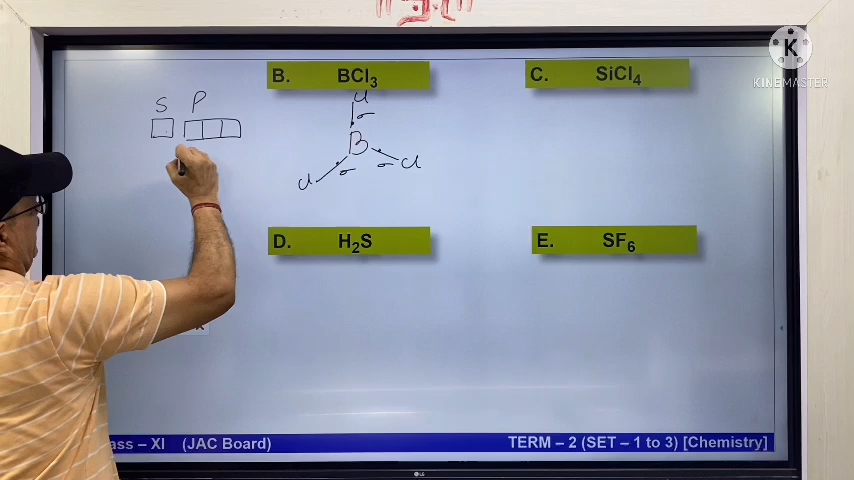 K
KINEMASTER
B. BCl3
C. SiCl4
S P
Cl
σ
B
Cl σ σ Cl
D. H2S
E. SF6
ass – XI (JAC Board) TERM – 2 (SET – 1 to 3) [Chemistry]
LG